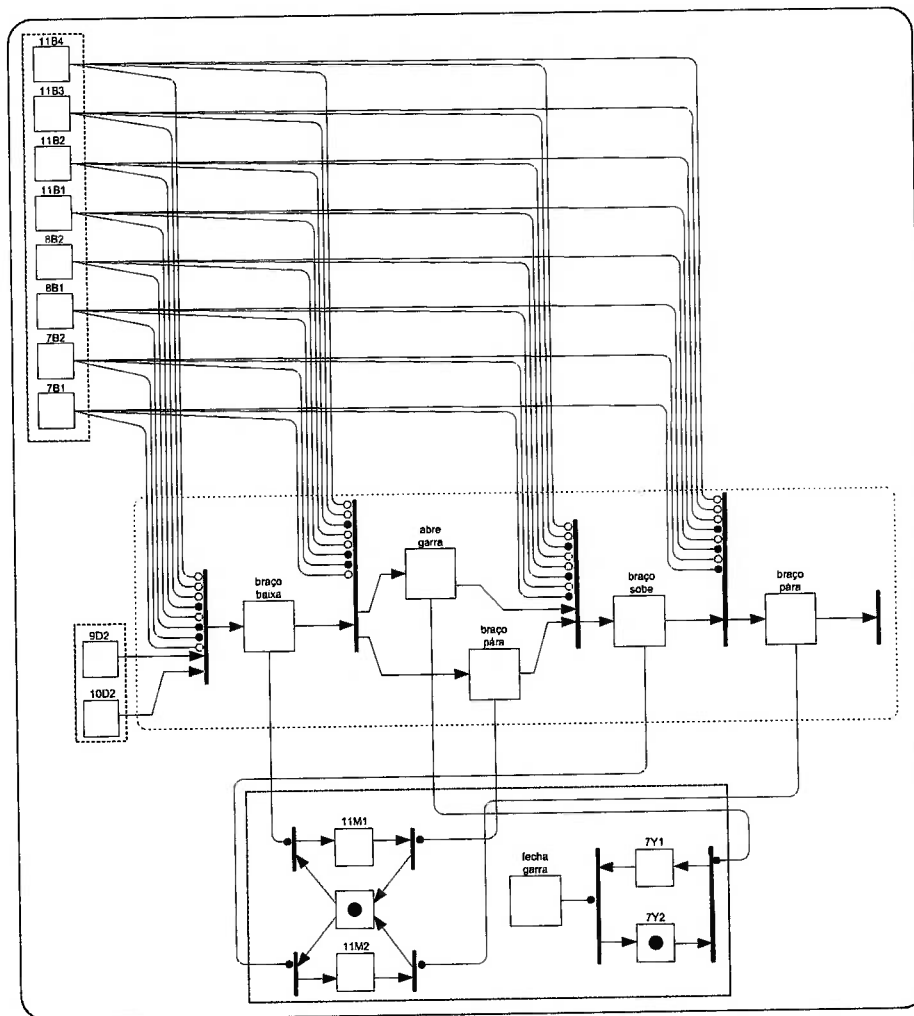 11B4
11B3
11B2
11B1
8B2
8B1
7B2
7B1
abre
garra
braço
baixa
braço
sobe
braço
pára
9D2
braço
pára
10D2
11M1
fecha
garra
7Y1
7Y2
11M2